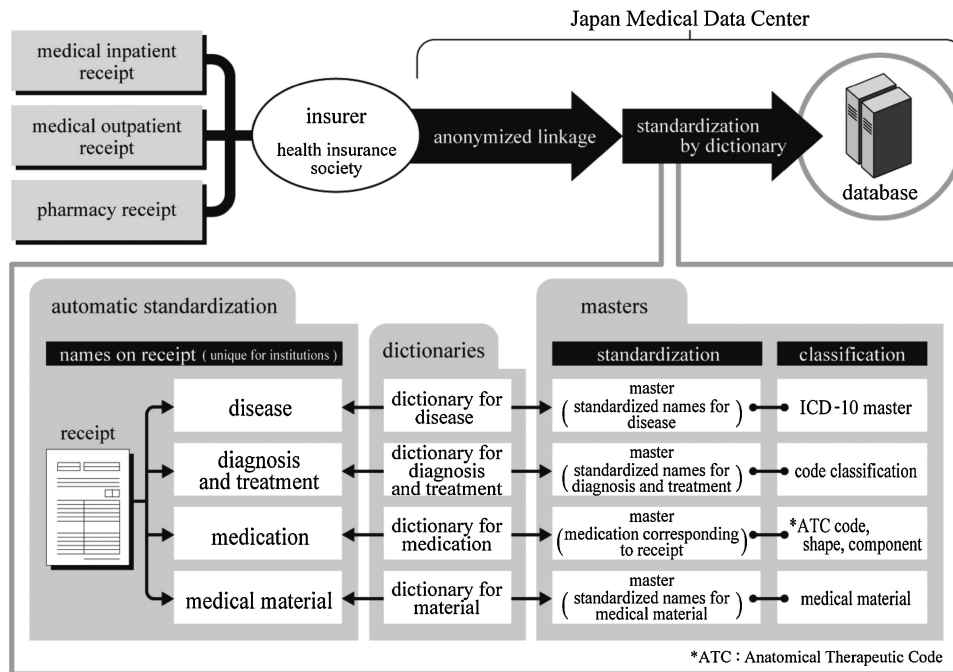 Japan Medical Data Center
medical inpatient
receipt
medical outpatient
receipt
pharmacy receipt
insurer
health insurance
society
anonymized linkage
standardization
by dictionary
database
automatic standardization
names on receipt ( unique for institutions )
receipt
disease
diagnosis
and treatment
medication
medical material
dictionaries
dictionary for
disease
dictionary for
diagnosis
and treatment
dictionary for
medication
dictionary for
material
masters
standardization
classification
master
( standardized names for )
disease
ICD-10 master
master
( standardized names for )
diagnosis and treatment
code classification
master
( medication corresponding )
to receipt
*ATC code,
shape, component
master
( standardized names for )
medical material
medical material
*ATC : Anatomical Therapeutic Code